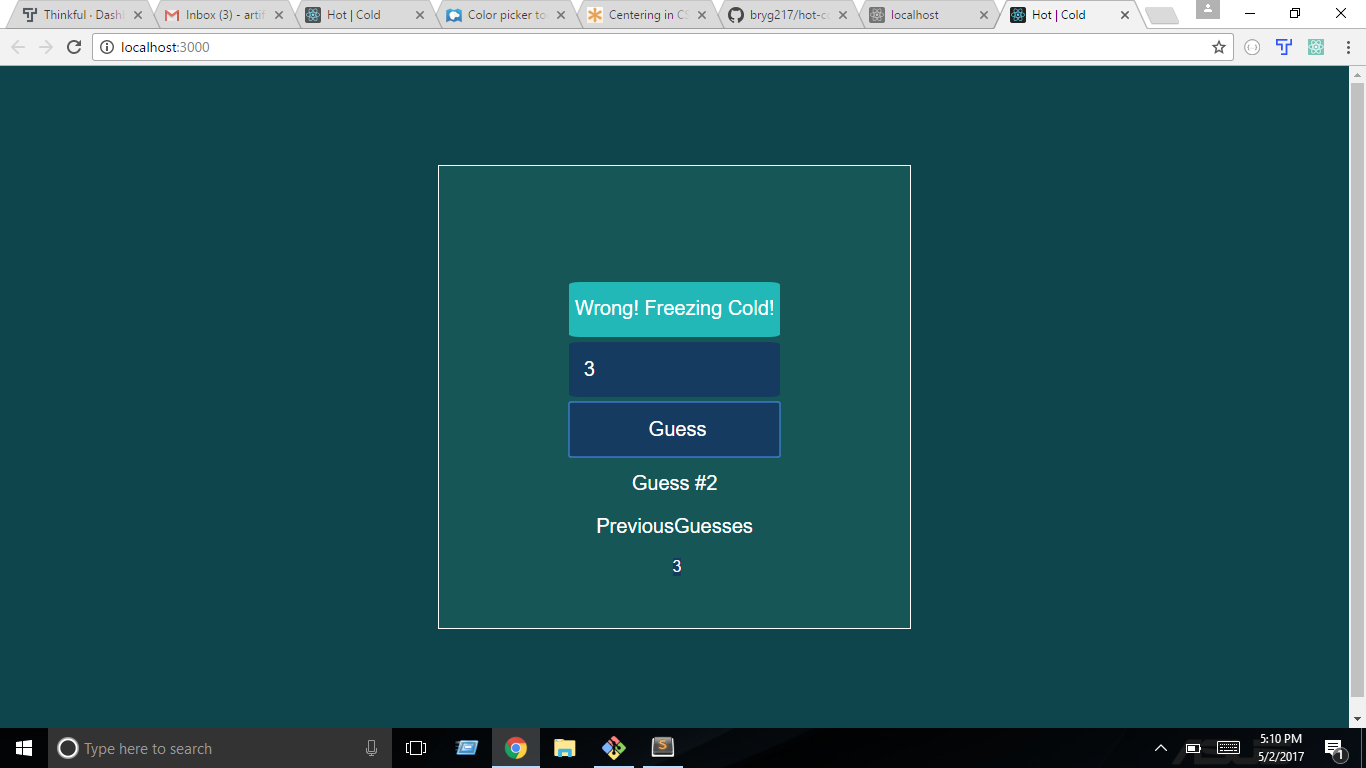 Thinkful - Dash
Inbox (3) - artif
Hot | Cold
Color picker to
Centering in CS
bryg217/hot-co
localhost
Hot | Cold
localhost:3000
Wrong! Freezing Cold!
3
Guess
Guess #2
PreviousGuesses
3
Type here to search
5:10 PM
5/2/2017
1